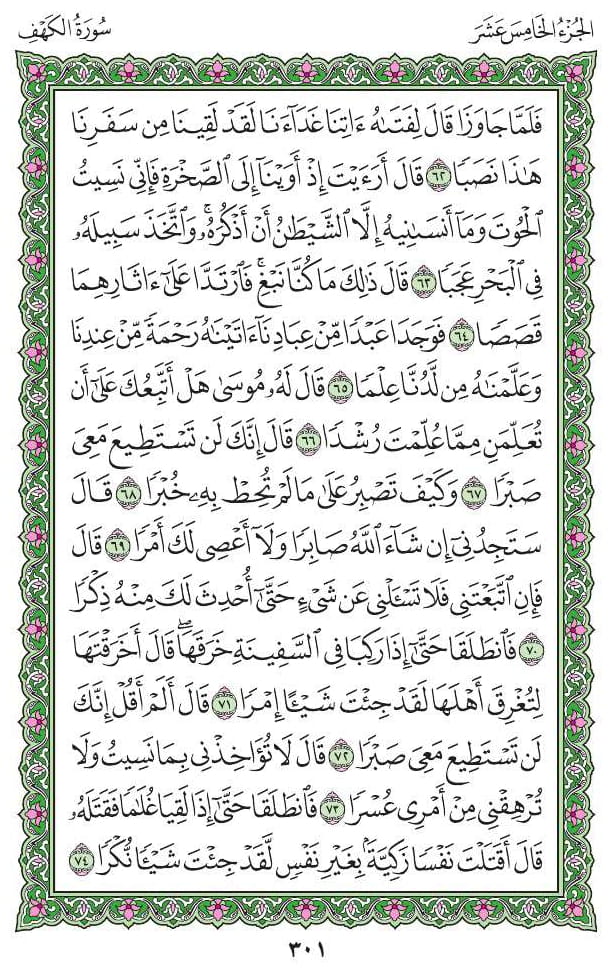 الجُزْءُ الخَامِسَ عَشَرَ
سُورَةُ الكَهْفِ
فَلَمَّا جَاوَزَا قَالَ لِفَتَىٰهُ ءَاتِنَا غَدَآءَنَا لَقَدْ لَقِينَا مِن سَفَرِنَا
هَٰذَا نَصَبٗا ٦٢ قَالَ أَرَءَيْتَ إِذْ أَوَيْنَآ إِلَى ٱلصَّخْرَةِ فَإِنِّي نَسِيتُ
ٱلْحُوتَ وَمَآ أَنسَىٰنِيهُ إِلَّا ٱلشَّيْطَٰنُ أَنْ أَذْكُرَهُۥۚ وَٱتَّخَذَ سَبِيلَهُۥ
فِي ٱلْبَحْرِ عَجَبٗا ٦٣ قَالَ ذَٰلِكَ مَا كُنَّا نَبْغِۚ فَٱرْتَدَّا عَلَىٰٓ ءَاثَارِهِمَا
قَصَصٗا ٦٤ فَوَجَدَا عَبْدٗا مِّنْ عِبَادِنَآ ءَاتَيْنَٰهُ رَحْمَةٗ مِّنْ عِندِنَا
وَعَلَّمْنَٰهُ مِن لَّدُنَّا عِلْمٗا ٦٥ قَالَ لَهُۥ مُوسَىٰ هَلْ أَتَّبِعُكَ عَلَىٰٓ أَن
تُعَلِّمَنِ مِمَّا عُلِّمْتَ رُشْدٗا ٦٦ قَالَ إِنَّكَ لَن تَسْتَطِيعَ مَعِيَ
صَبْرٗا ٦٧ وَكَيْفَ تَصْبِرُ عَلَىٰ مَا لَمْ تُحِطْ بِهِۦ خُبْرٗا ٦٨ قَالَ
سَتَجِدُنِيٓ إِن شَآءَ ٱللَّهُ صَابِرٗا وَلَآ أَعْصِي لَكَ أَمْرٗا ٦٩ قَالَ
فَإِنِ ٱتَّبَعْتَنِي فَلَا تَسْـَٔلْنِي عَن شَيْءٍ حَتَّىٰٓ أُحْدِثَ لَكَ مِنْهُ ذِكْرٗا
٧٠ فَٱنطَلَقَا حَتَّىٰٓ إِذَا رَكِبَا فِي ٱلسَّفِينَةِ خَرَقَهَاۖ قَالَ أَخَرَقْتَهَا
لِتُغْرِقَ أَهْلَهَا لَقَدْ جِئْتَ شَيْـًٔا إِمْرٗا ٧١ قَالَ أَلَمْ أَقُلْ إِنَّكَ
لَن تَسْتَطِيعَ مَعِيَ صَبْرٗا ٧٢ قَالَ لَا تُؤَاخِذْنِي بِمَا نَسِيتُ وَلَا
تُرْهِقْنِي مِنْ أَمْرِي عُسْرٗا ٧٣ فَٱنطَلَقَا حَتَّىٰٓ إِذَا لَقِيَا غُلَٰمٗا فَقَتَلَهُۥ
قَالَ أَقَتَلْتَ نَفْسٗا زَكِيَّةَۢ بِغَيْرِ نَفْسٖ لَّقَدْ جِئْتَ شَيْـٔٗا نُّكْرٗا ٧٤
٣٠١